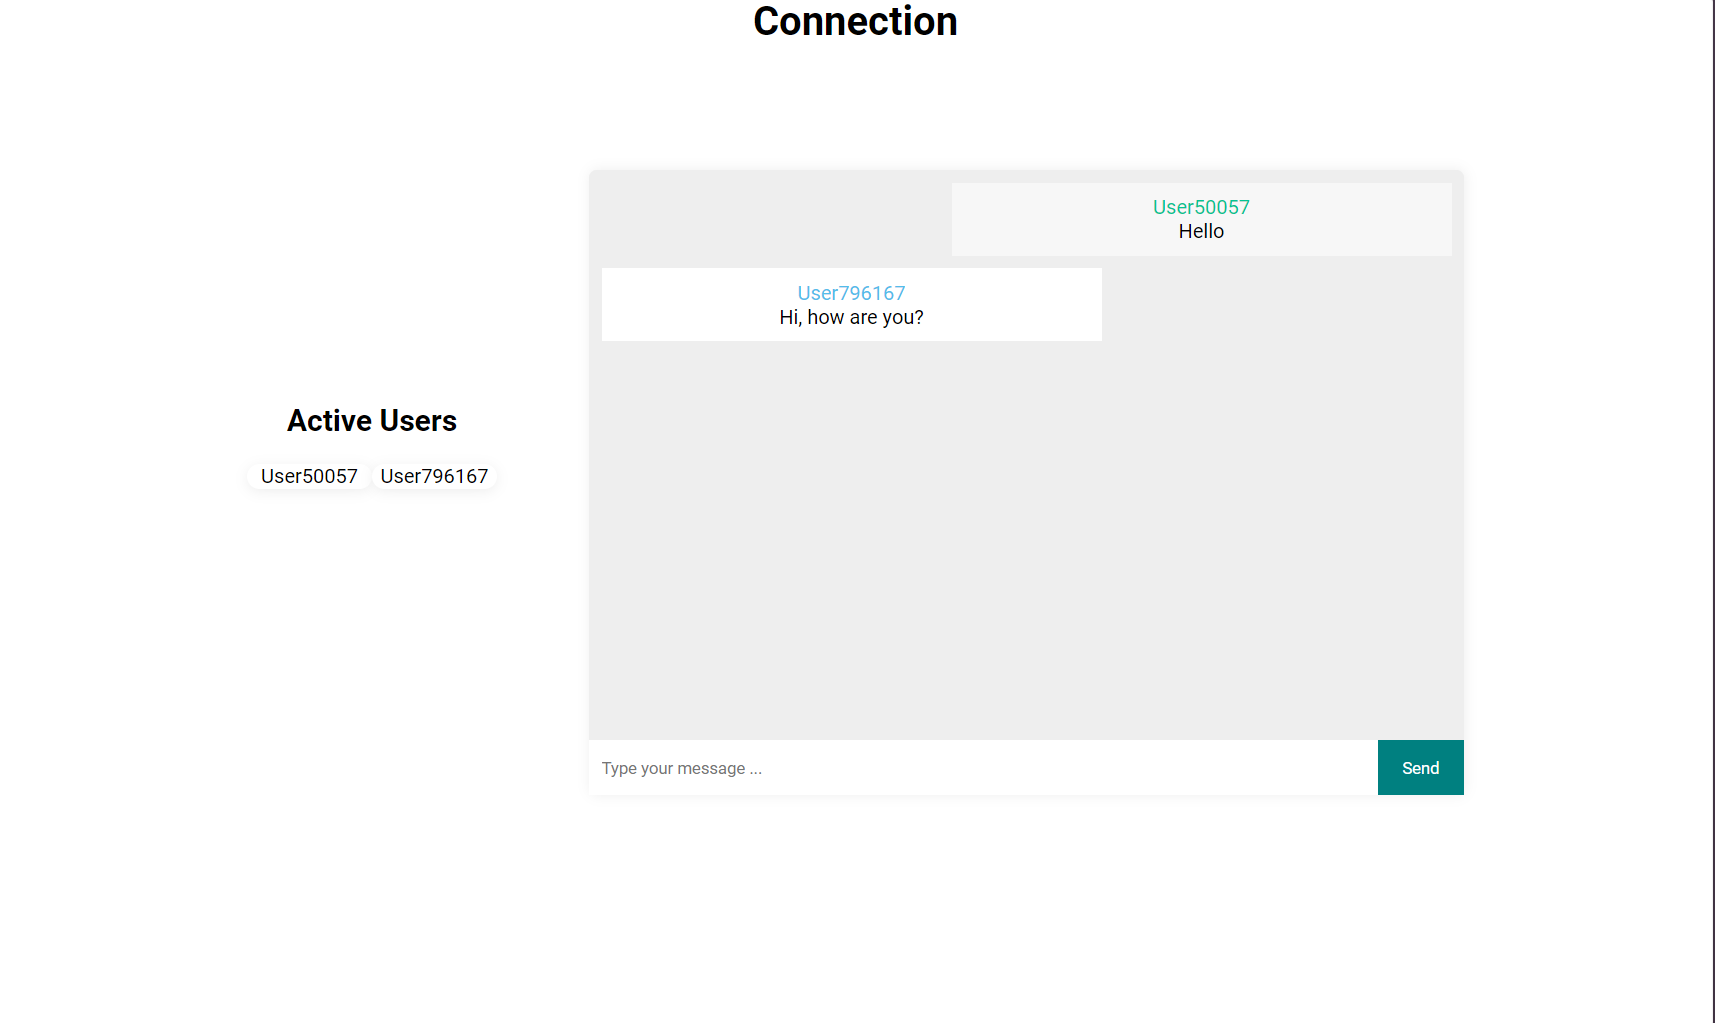 Connection
User50057
Hello
User796167
Hi, how are you?
Active Users
User50057 User796167
Type your message ...
Send